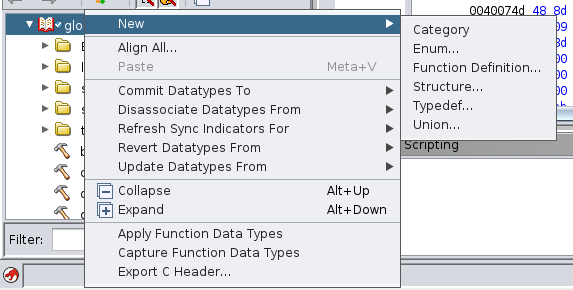 0040074d 48 8d
glo
New
Category
Enum...
Function Definition...
Structure...
Typedef...
Union...
Align All...
Paste Meta+V
Commit Datatypes To
Disassociate Datatypes From
Refresh Sync Indicators For
Revert Datatypes From
Update Datatypes From
Scripting
Collapse Alt+Up
Expand Alt+Down
Apply Function Data Types
Capture Function Data Types
Export C Header...
Filter: